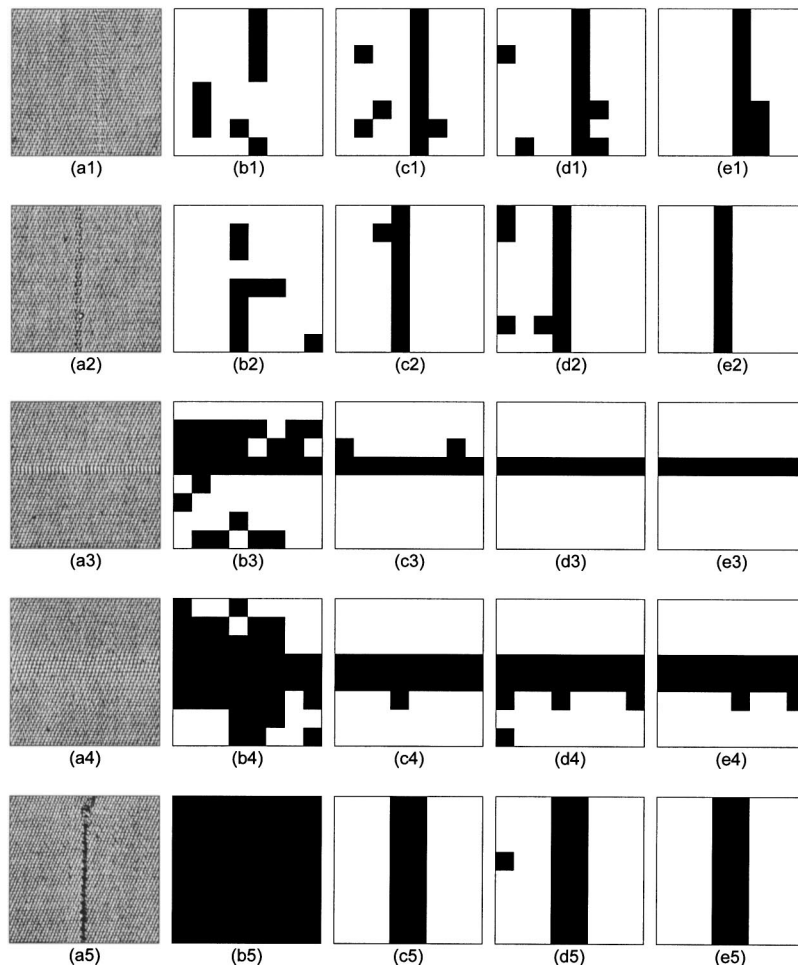 (a1) (b1) (c1) (d1) (e1)
(a2) (b2) (c2) (d2) (e2)
(a3) (b3) (c3) (d3) (e3)
(a4) (b4) (c4) (d4) (e4)
(a5) (b5) (c5) (d5) (e5)